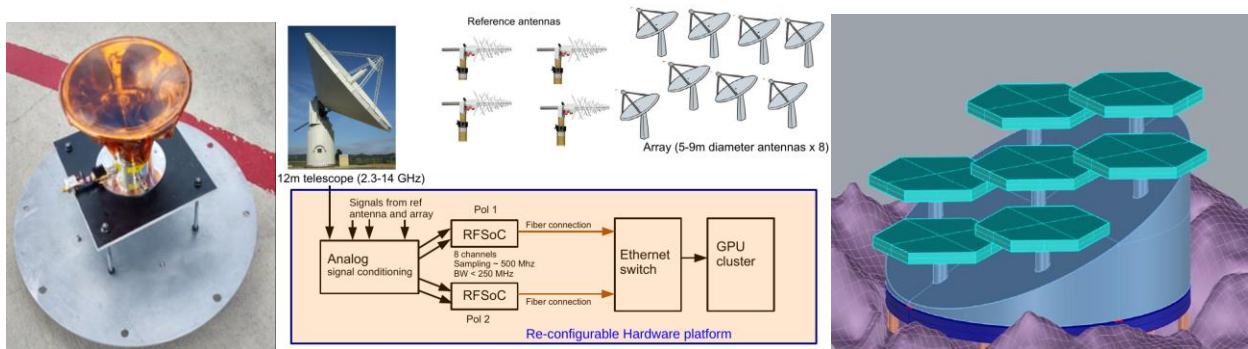 Reference antennas
Array (5-9m diameter antennas x 8)
12m telescope (2.3-14 GHz)
Signals from ref
antenna and array
Analog
signal conditioning
Pol 1
RFSoC
8 channels
Sampling ~ 500 Mhz
BW < 250 MHz
RFSoC
Pol 2
Fiber connection
Fiber connection
Ethernet
switch
GPU
cluster
Re-configurable Hardware platform